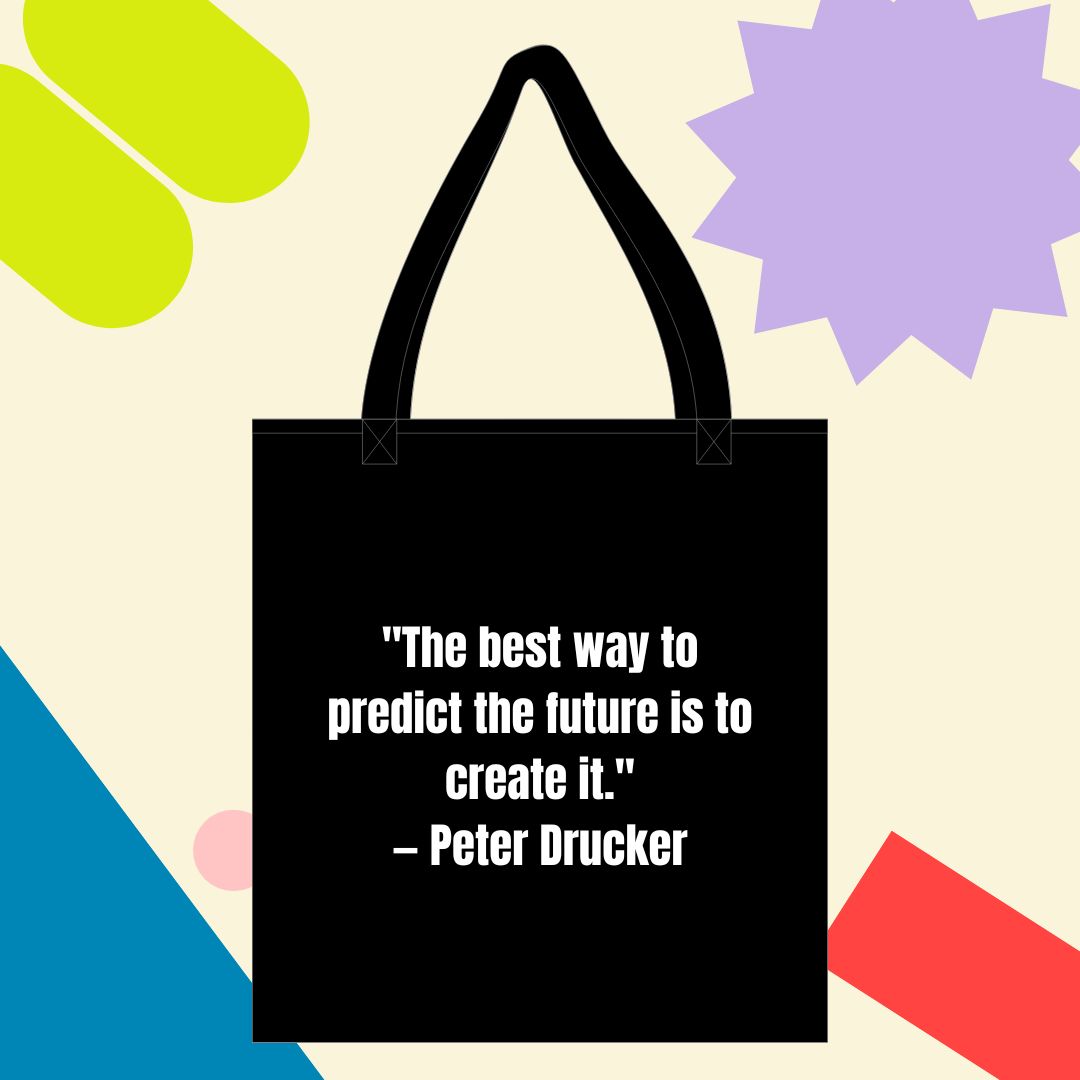 "The best way to
predict the future is to
create it."
– Peter Drucker